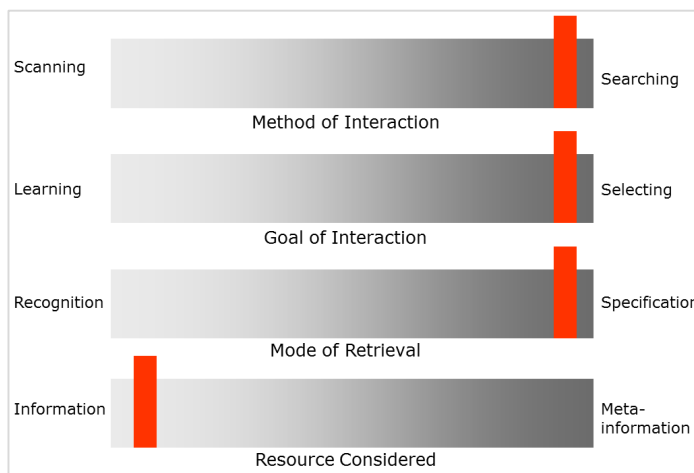 Scanning
Searching
Method of Interaction
Learning
Selecting
Goal of Interaction
Recognition
Specification
Mode of Retrieval
Information
Meta-
information
Resource Considered